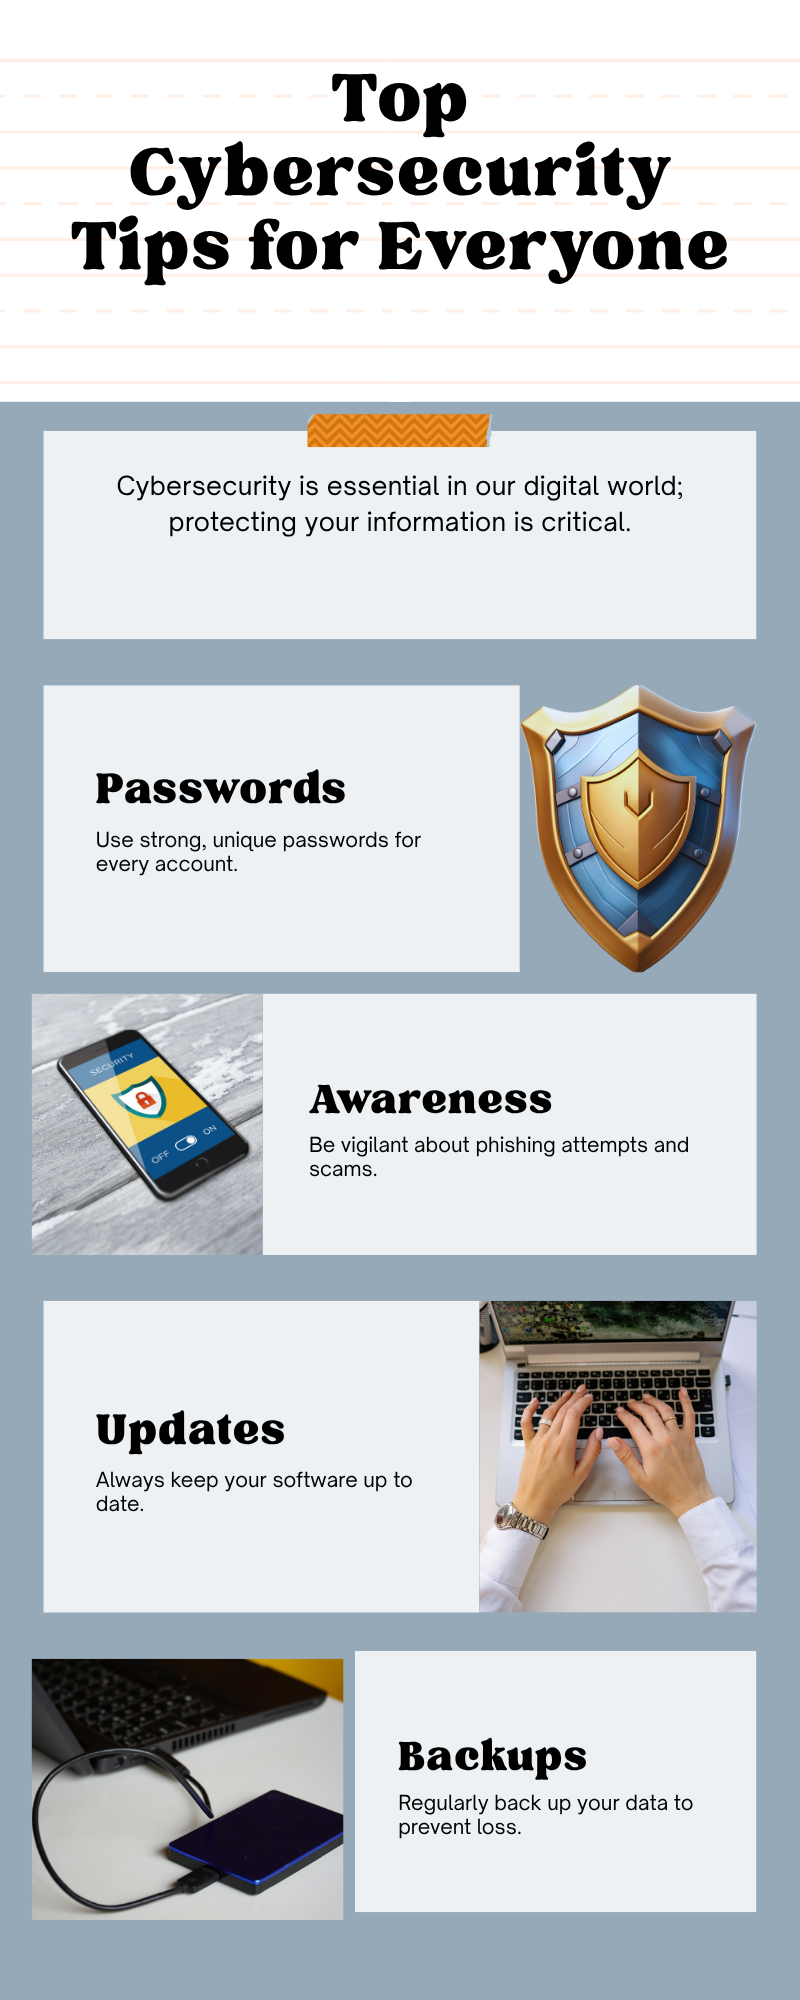 Top
Cybersecurity
Tips for Everyone
Cybersecurity is essential in our digital world;
protecting your information is critical.
Passwords
Use strong, unique passwords for
every account.
SECURITY
OFF
ON
Awareness
Be vigilant about phishing attempts and
scams.
Updates
Always keep your software up to
date.
Backups
Regularly back up your data to
prevent loss.